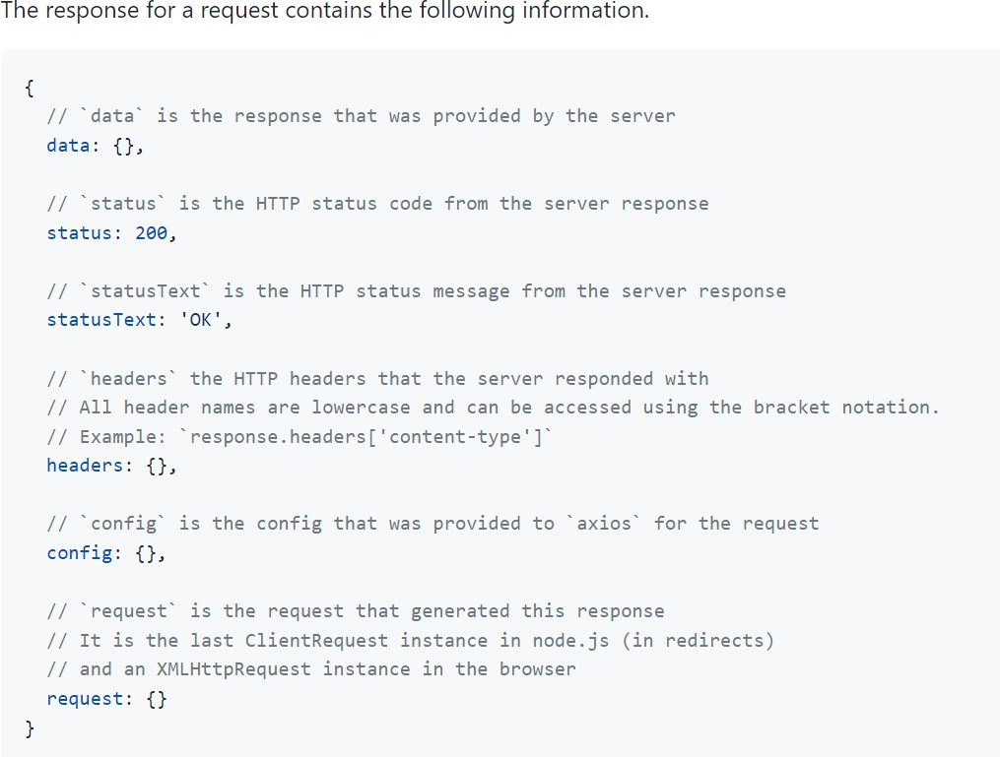 The response for a request contains the following information.
{
// `data` is the response that was provided by the server
data: {},
// `status` is the HTTP status code from the server response
status: 200,
// `statusText` is the HTTP status message from the server response
statusText: 'OK',
// `headers` the HTTP headers that the server responded with
// All header names are lowercase and can be accessed using the bracket notation.
// Example: `response.headers['content-type']`
headers: {},
// `config` is the config that was provided to `axios` for the request
config: {},
// `request` is the request that generated this response
// It is the last ClientRequest instance in node.js (in redirects)
// and an XMLHttpRequest instance in the browser
request: {}
}